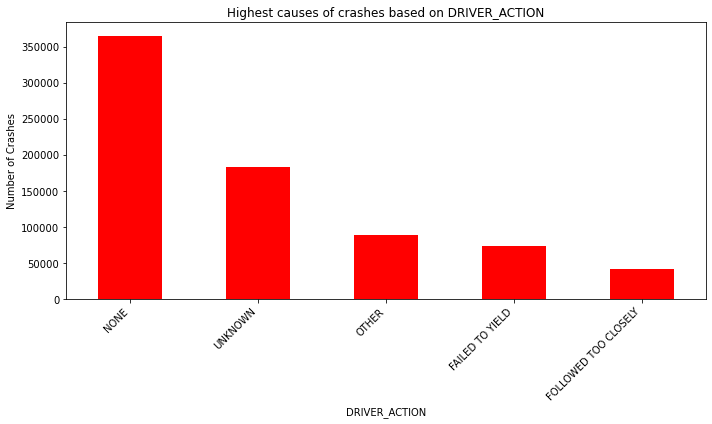 Highest causes of crashes based on DRIVER_ACTION
Number of Crashes
350000
300000
250000
200000
150000
100000
50000
0
NONE
UNKNOWN
OTHER
FAILED TO YIELD
FOLLOWED TOO CLOSELY
DRIVER_ACTION